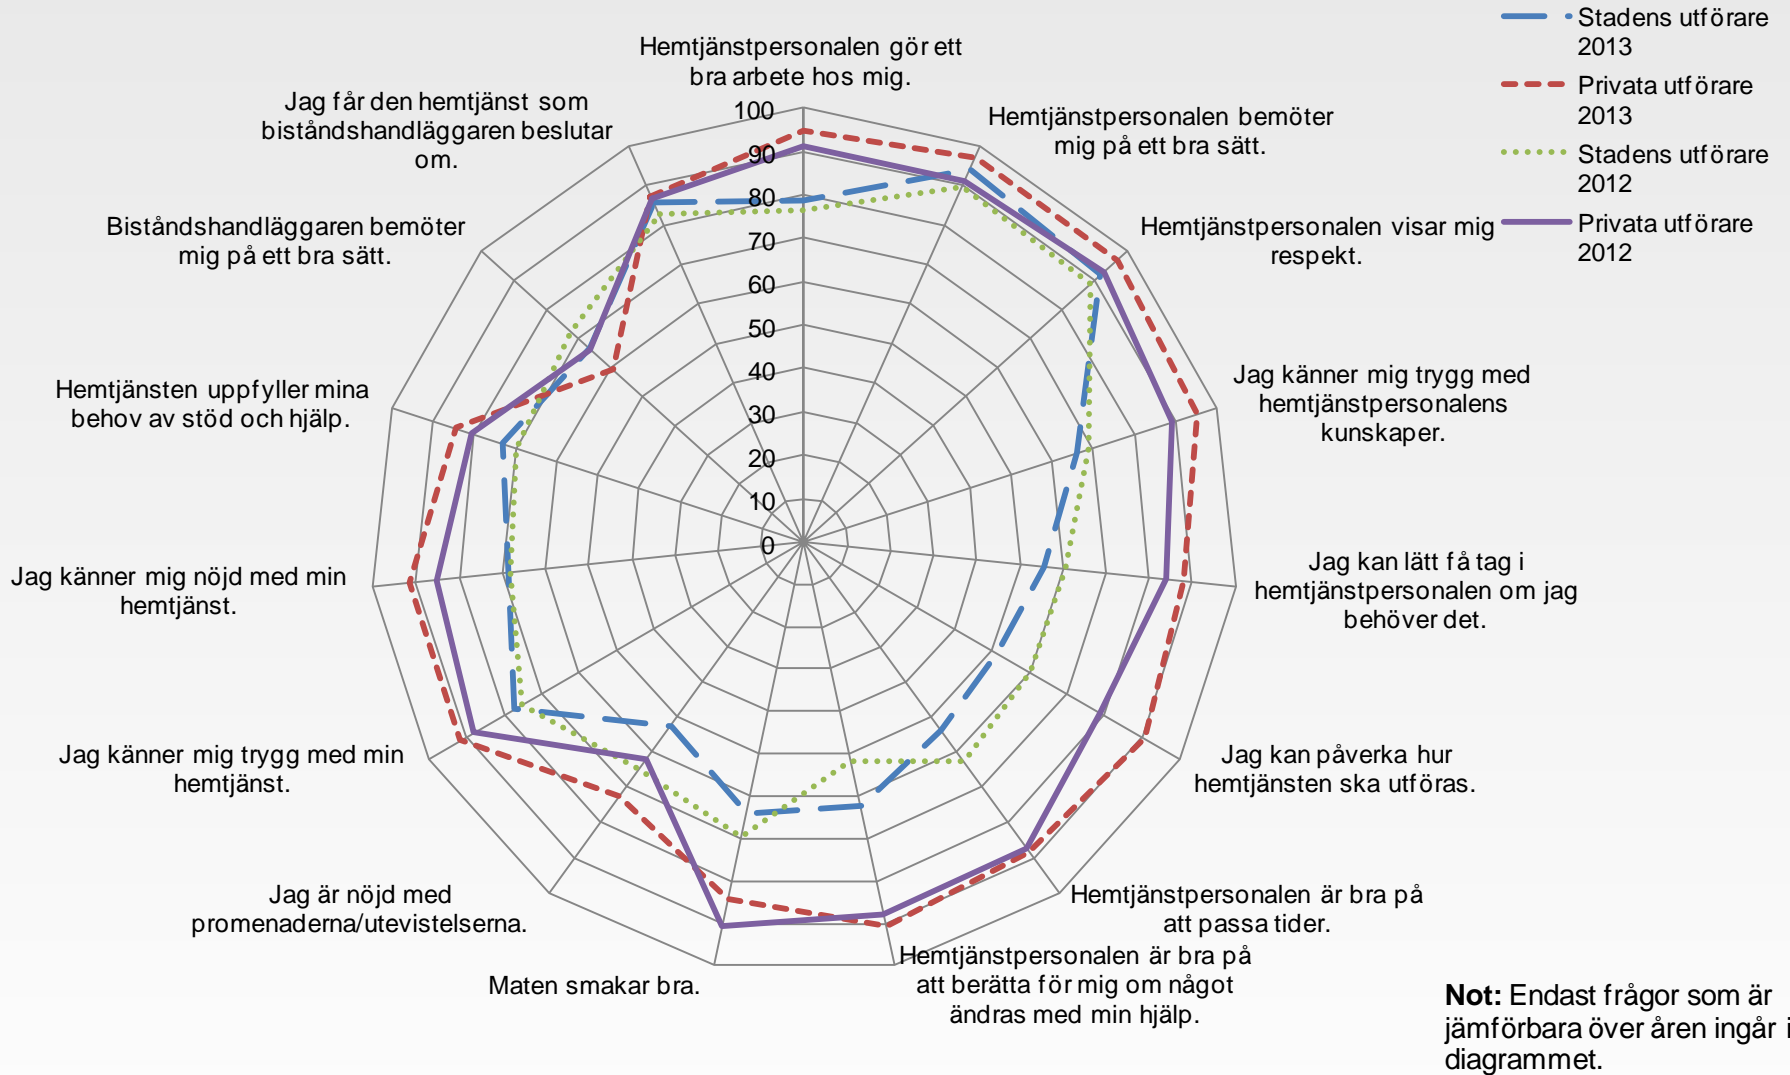 Stadens utförare
2013
Privata utförare
2013
Stadens utförare
2012
Privata utförare
2012
Hemtjänstpersonalen gör ett
bra arbete hos mig.
Hemtjänstpersonalen bemöter
mig på ett bra sätt.
Hemtjänstpersonalen visar mig
respekt.
Jag känner mig trygg med
hemtjänstpersonalens
kunskaper.
Jag kan lätt få tag i
hemtjänstpersonalen om jag
behöver det.
Jag kan påverka hur
hemtjänsten ska utföras.
Hemtjänstpersonalen är bra på
att passa tider.
Hemtjänstpersonalen är bra på
att berätta för mig om något
ändras med min hjälp.
Maten smakar bra.
Jag är nöjd med
promenaderna/utevistelserna.
Jag känner mig trygg med min
hemtjänst.
Jag känner mig nöjd med min
hemtjänst.
Hemtjänsten uppfyller mina
behov av stöd och hjälp.
Biståndshandläggaren bemöter
mig på ett bra sätt.
Jag får den hemtjänst som
biståndshandläggaren beslutar
om.
100
90
80
70
60
50
40
30
20
10
0
Not: Endast frågor som är
jämförbara över åren ingår i
diagrammet.